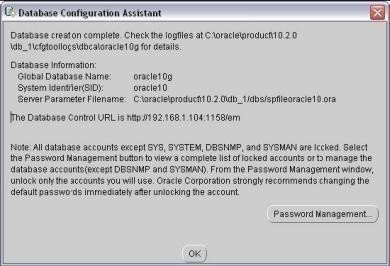 Database Configuration Assistant
Database creation complete. Check the logfiles at C:\oracle\product\10.2.0
\db_1\cfgtoollogs\dbca\oracle10g for details.
Database Information:
Global Database Name: oracle10g
System Identifier(SID): oracle10
Server Parameter Filename: C:\oracle\product\10.2.0\db_1/dbs/spfileoracle10.ora
The Database Control URL is http://192.168.1.104:1158/em
Note: All database accounts except SYS, SYSTEM, DBSNMP, and SYSMAN are locked. Select
the Password Management button to view a complete list of locked accounts or to manage the
database accounts(except DBSNMP and SYSMAN). From the Password Management window,
unlock only the accounts you will use. Oracle Corporation strongly recommends changing the
default passwords immediately after unlocking the account.
Password Management...
OK